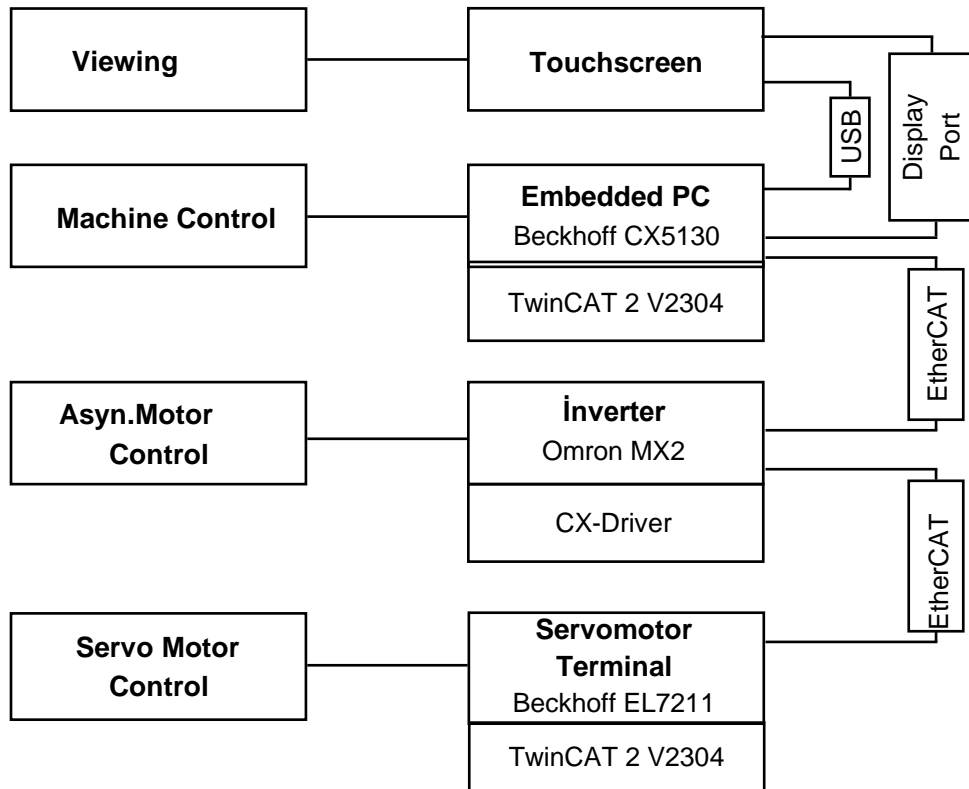 Viewing
Touchscreen
USB
Display
Port
Machine Control
Embedded PC
Beckhoff CX5130
TwinCAT 2 V2304
EtherCAT
Asyn.Motor
Control
İnverter
Omron MX2
CX-Driver
EtherCAT
Servo Motor
Control
Servomotor
Terminal
Beckhoff EL7211
TwinCAT 2 V2304